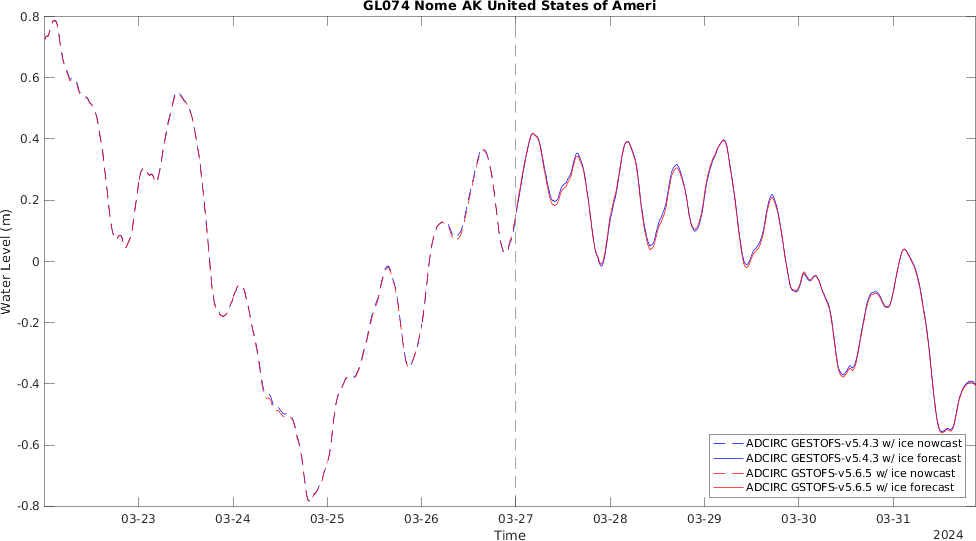 GL074 Nome AK United States of Ameri
0.8
0.6
0.4
0.2
0
-0.2
-0.4
-0.6
-0.8
Water Level (m)
03-23
03-24
03-25
03-26
03-27
03-28
03-29
03-30
03-31
Time
2024
ADCIRC GESTOFS-v5.4.3 w/ ice nowcast
ADCIRC GESTOFS-v5.4.3 w/ ice forecast
ADCIRC GSTOFS-v5.6.5 w/ ice nowcast
ADCIRC GSTOFS-v5.6.5 w/ ice forecast